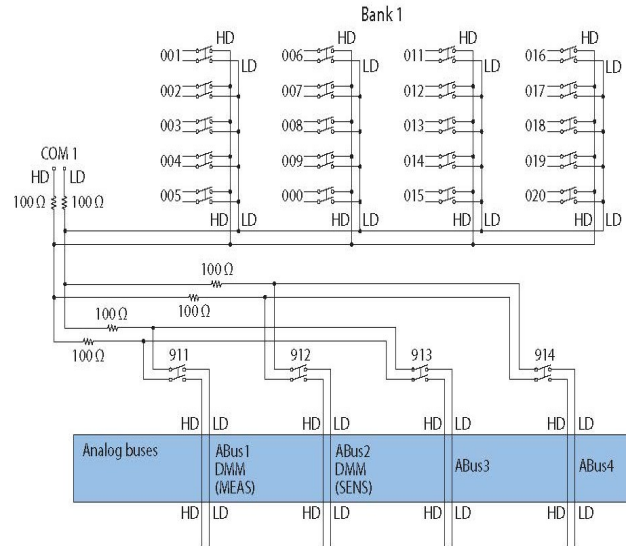 Bank 1
HD HD HD HD
001 006 011 016
LD LD LD LD
002 007 012 017
003 008 013 018
COM 1
004 009 014 019
HD LD
005 000 015 020
100 Ω 100 Ω
HD LD HD LD HD LD HD LD
100 Ω
100 Ω
100 Ω
100 Ω
911 912 913 914
HD LD HD LD HD LD HD LD
Analog buses
ABus1
DMM
(MEAS)
ABus2
DMM
(SENS)
ABus3
ABus4
HD LD HD LD HD LD HD LD